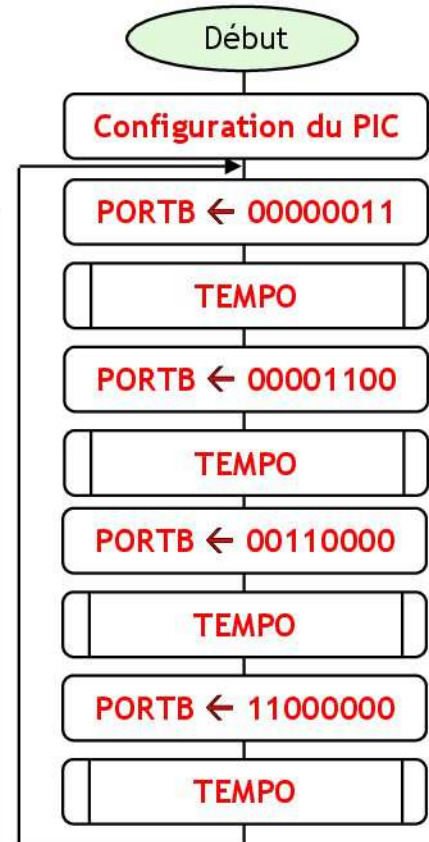 Début
Configuration du PIC
PORTB ← 00000011
TEMPO
PORTB ← 00001100
TEMPO
PORTB ← 00110000
TEMPO
PORTB ← 11000000
TEMPO